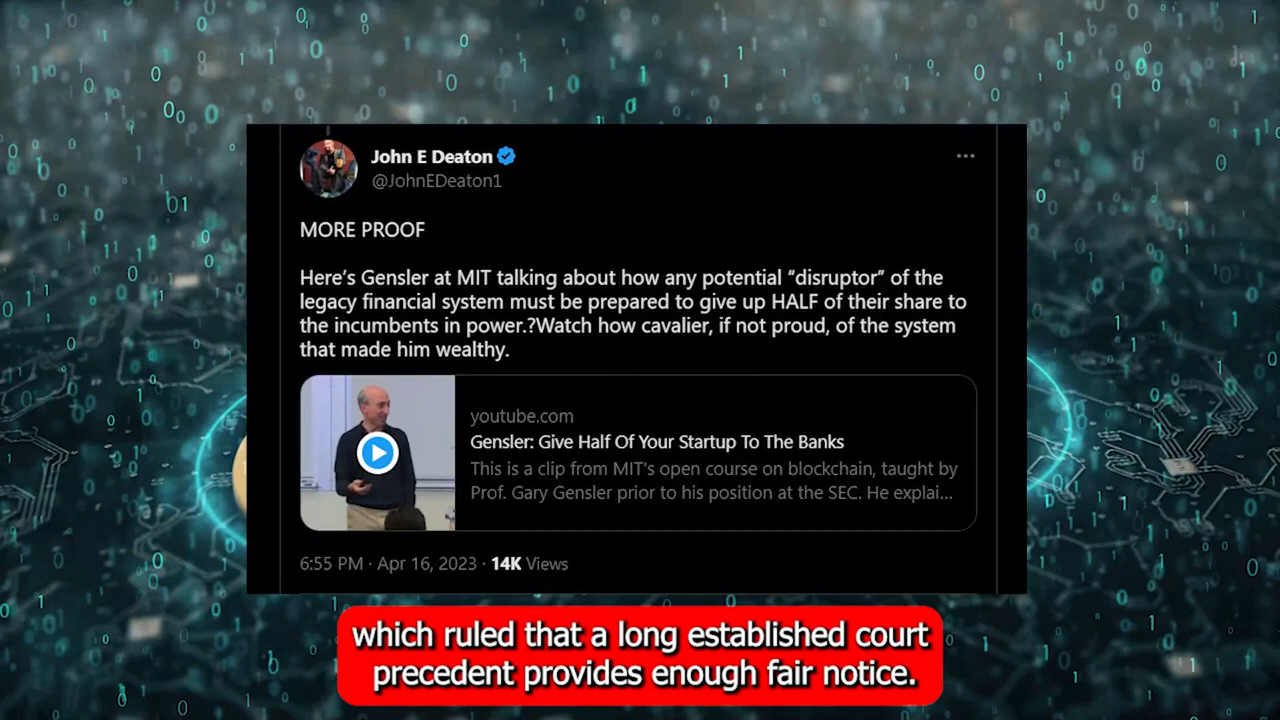 John E Deaton
@JohnEDeaton1
MORE PROOF
Here’s Gensler at MIT talking about how any potential “disruptor” of the
legacy financial system must be prepared to give up HALF of their share to
the incumbents in power.?Watch how cavalier, if not proud, of the system
that made him wealthy.
youtube.com
Gensler: Give Half Of Your Startup To The Banks
This is a clip from MIT's open course on blockchain, taught by
Prof. Gary Gensler prior to his position at the SEC. He explai...
6:55 PM · Apr 16, 2023 · 14K Views
which ruled that a long established court
precedent provides enough fair notice.